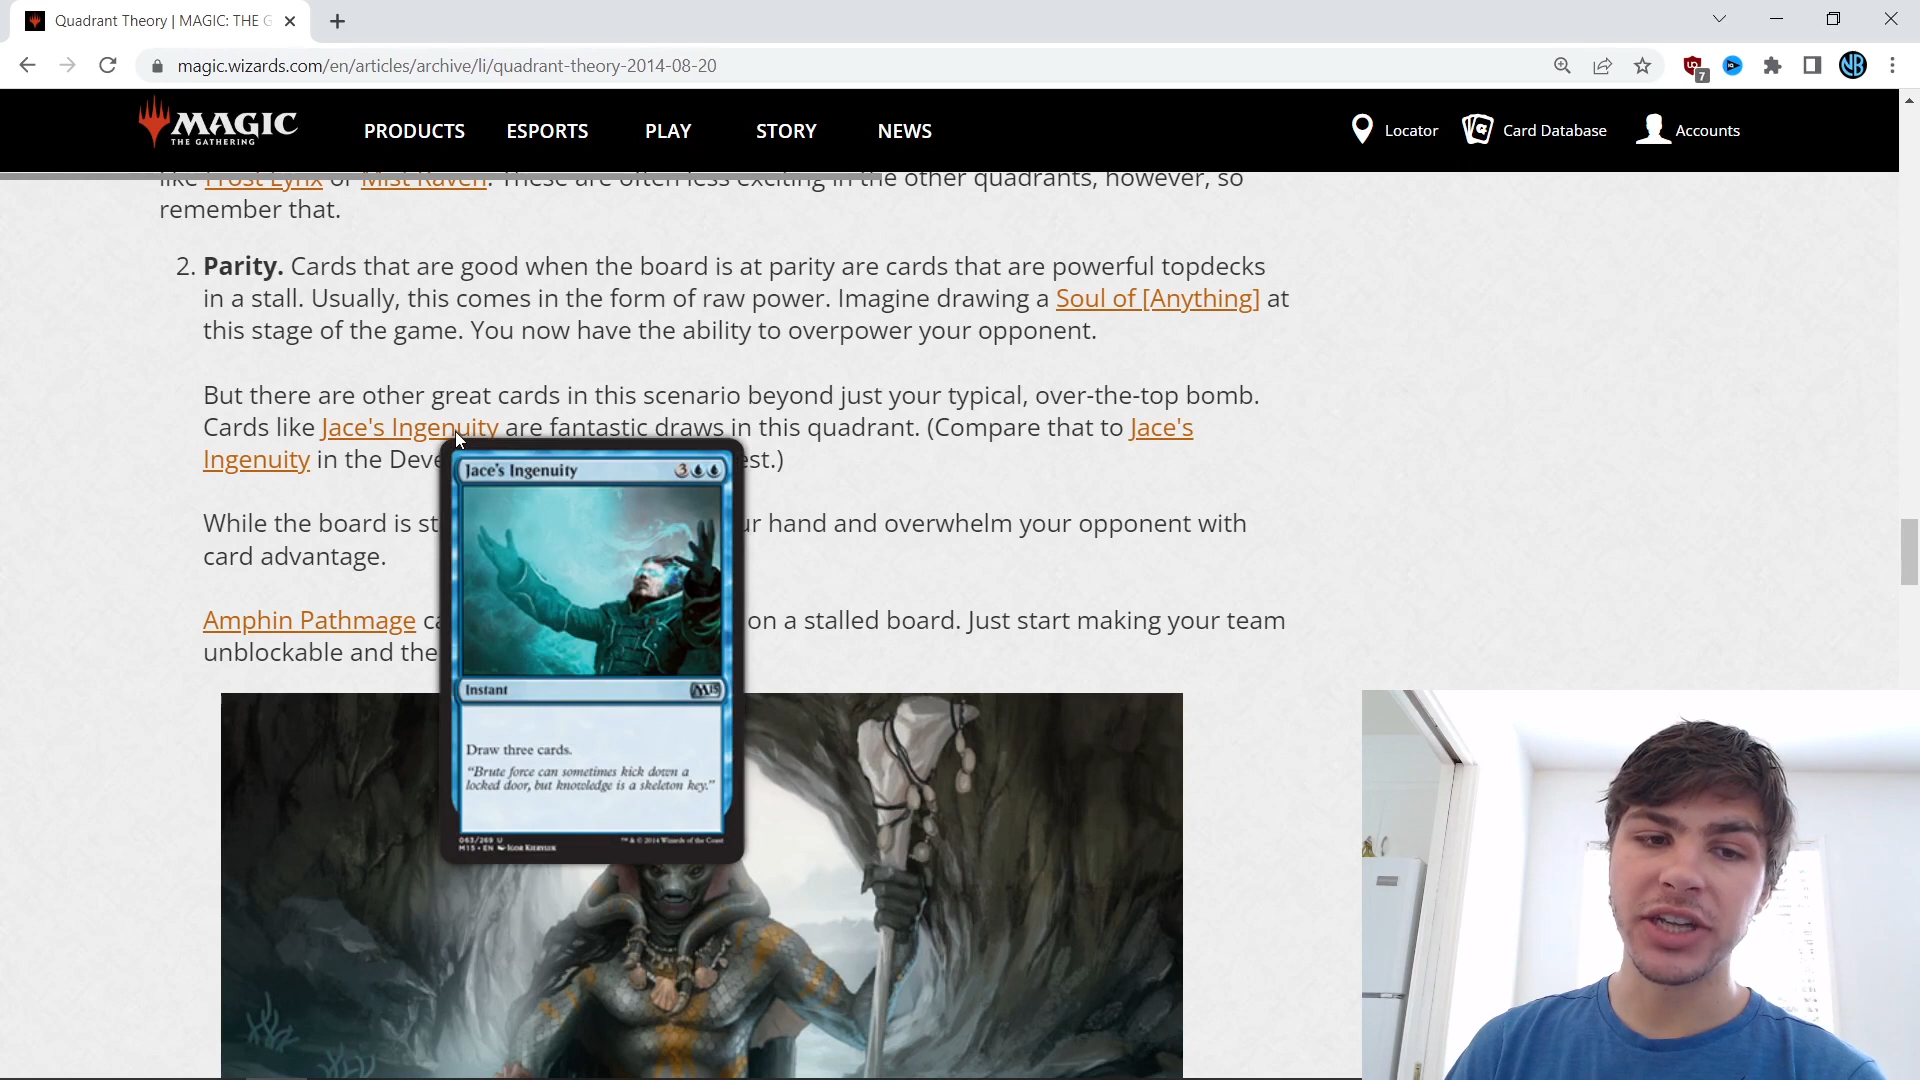 Quadrant Theory | MAGIC: THE G
magic.wizards.com/en/articles/archive/li/quadrant-theory-2014-08-20
7
NB
MAGIC
THE GATHERING
PRODUCTS
ESPORTS
PLAY
STORY
NEWS
Locator
Card Database
Accounts
like Frost Lynx or Mist Raven. These are often less exciting in the other quadrants, however, so
remember that.
2. Parity. Cards that are good when the board is at parity are cards that are powerful topdecks
in a stall. Usually, this comes in the form of raw power. Imagine drawing a Soul of [Anything] at
this stage of the game. You now have the ability to overpower your opponent.
But there are other great cards in this scenario beyond just your typical, over-the-top bomb.
Cards like Jace's Ingenuity are fantastic draws in this quadrant. (Compare that to Jace's
Ingenuity in the Deve est.)
While the board is st ur hand and overwhelm your opponent with
card advantage.
Amphin Pathmage ca on a stalled board. Just start making your team
unblockable and the
Jace's Ingenuity
3
Instant
M15
Draw three cards.
"Brute force can sometimes kick down a
locked door, but knowledge is a skeleton key."
063/269 U
M15 • EN
™ & © 2014 Wizards of the Coast